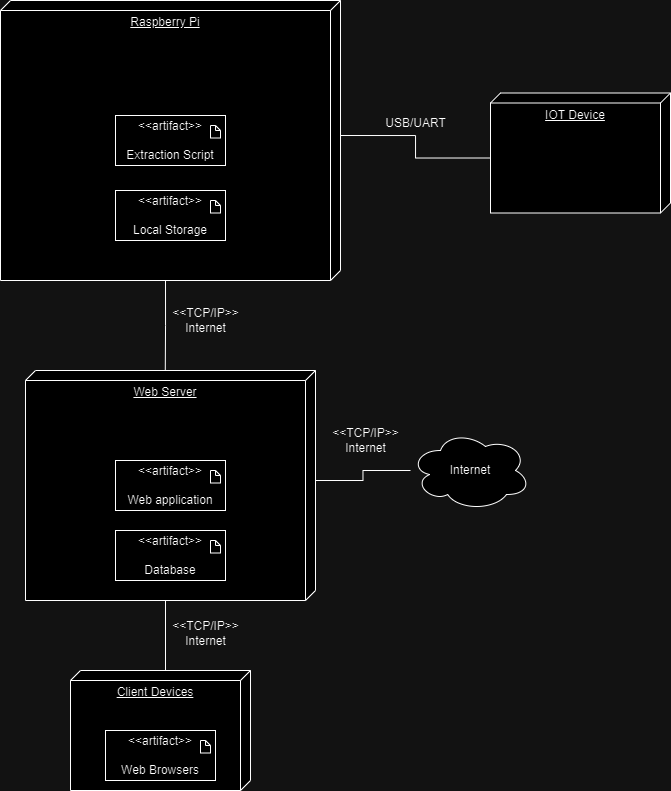 Raspberry Pi
<<artifact>>
Extraction Script
<<artifact>>
Local Storage
USB/UART
IOT Device
<<TCP/IP>>
Internet
Web Server
<<artifact>>
Web application
<<artifact>>
Database
<<TCP/IP>>
Internet
Internet
<<TCP/IP>>
Internet
Client Devices
<<artifact>>
Web Browsers